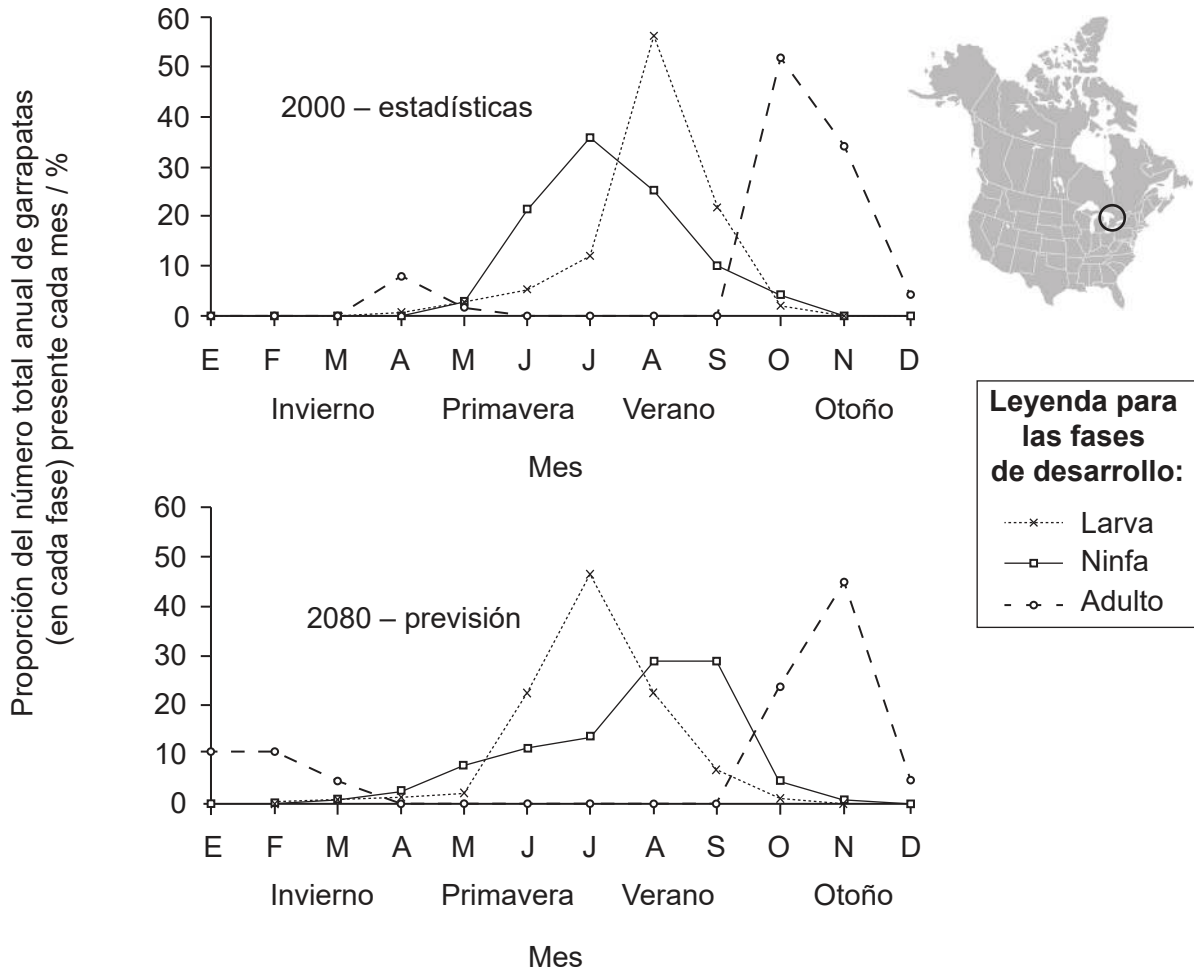 Proporción del número total anual de garrapatas
(en cada fase) presente cada mes / %
60
50
40
30
20
10
0
2000 – estadísticas
E F M A M J J A S O N D
Invierno Primavera Verano Otoño
Mes
60
50
40
30
20
10
0
2080 – previsión
E F M A M J J A S O N D
Invierno Primavera Verano Otoño
Mes
Leyenda para
las fases
de desarrollo:
Larva
Ninfa
Adulto